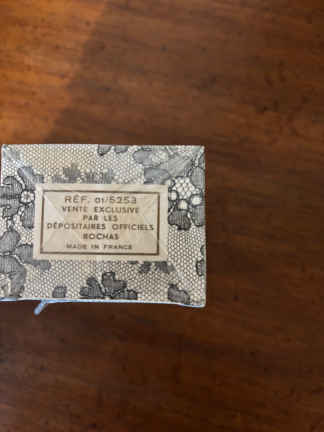 RÉF. 01/5253
VENTE EXCLUSIVE
PAR LES
DÉPOSITAIRES OFFICIELS
ROCHAS
MADE IN FRANCE